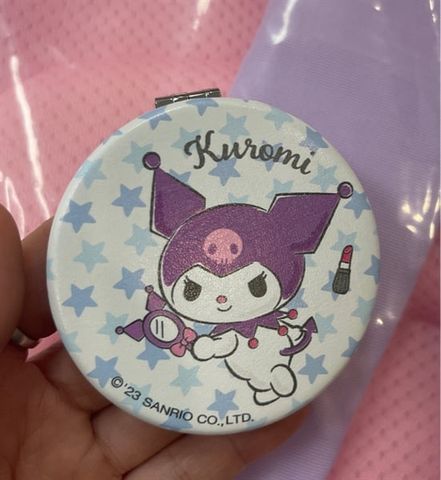 Kuromi
© '23 SANRIO CO., LTD.